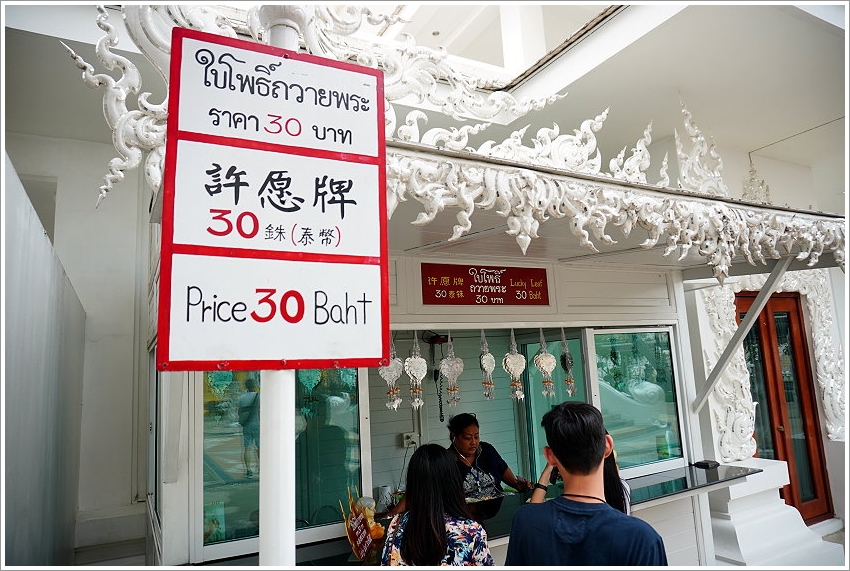 ใบโพธิ์ถวายพระ
ราคา 30 บาท
許愿牌
30 銖 (泰幣)
Price 30 Baht
許愿牌
30 泰銖
ใบโพธิ์
ถวายพระ
30 บาท
Lucky Leaf
30 Baht